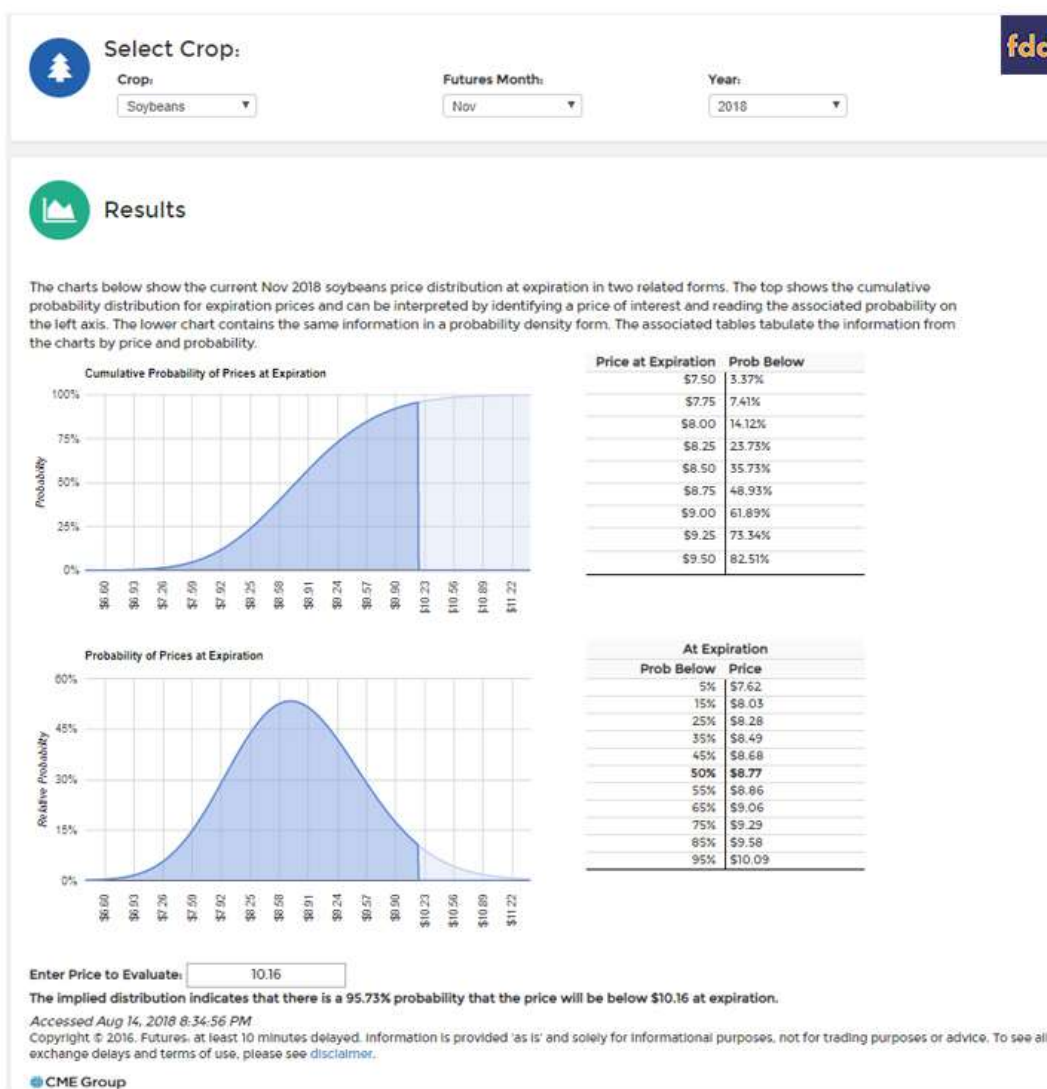 Select Crop:
fdd
Crop:
Futures Month:
Year:
Soybeans
Nov
2018
Results
The charts below show the current Nov 2018 soybeans price distribution at expiration in two related forms. The top shows the cumulative
probability distribution for expiration prices and can be interpreted by identifying a price of interest and reading the associated probability on
the left axis. The lower chart contains the same information in a probability density form. The associated tables tabulate the information from
the charts by price and probability.
Cumulative Probability of Prices at Expiration
100%
75%
50%
25%
0%
Probability
$6.60 $6.93 $7.26 $7.59 $7.92 $8.25 $8.58 $8.91 $9.24 $9.57 $9.90 $10.23 $10.56 $10.89 $11.22
Price at Expiration Prob Below
$7.50 3.37%
$7.75 7.41%
$8.00 14.12%
$8.25 23.73%
$8.50 35.73%
$8.75 48.93%
$9.00 61.89%
$9.25 73.34%
$9.50 82.51%
Probability of Prices at Expiration
60%
45%
30%
15%
0%
Relative Probability
$6.60 $6.93 $7.26 $7.59 $7.92 $8.25 $8.58 $8.91 $9.24 $9.57 $9.90 $10.23 $10.56 $10.89 $11.22
At Expiration
Prob Below Price
5% $7.62
15% $8.03
25% $8.28
35% $8.49
45% $8.68
50% $8.77
55% $8.86
65% $9.06
75% $9.29
85% $9.58
95% $10.09
Enter Price to Evaluate: 10.16
The implied distribution indicates that there is a 95.73% probability that the price will be below $10.16 at expiration.
Accessed Aug 14, 2018 8:34:56 PM
Copyright © 2016. Futures: at least 10 minutes delayed. Information is provided 'as is' and solely for informational purposes, not for trading purposes or advice. To see all
exchange delays and terms of use, please see disclaimer.
CME Group